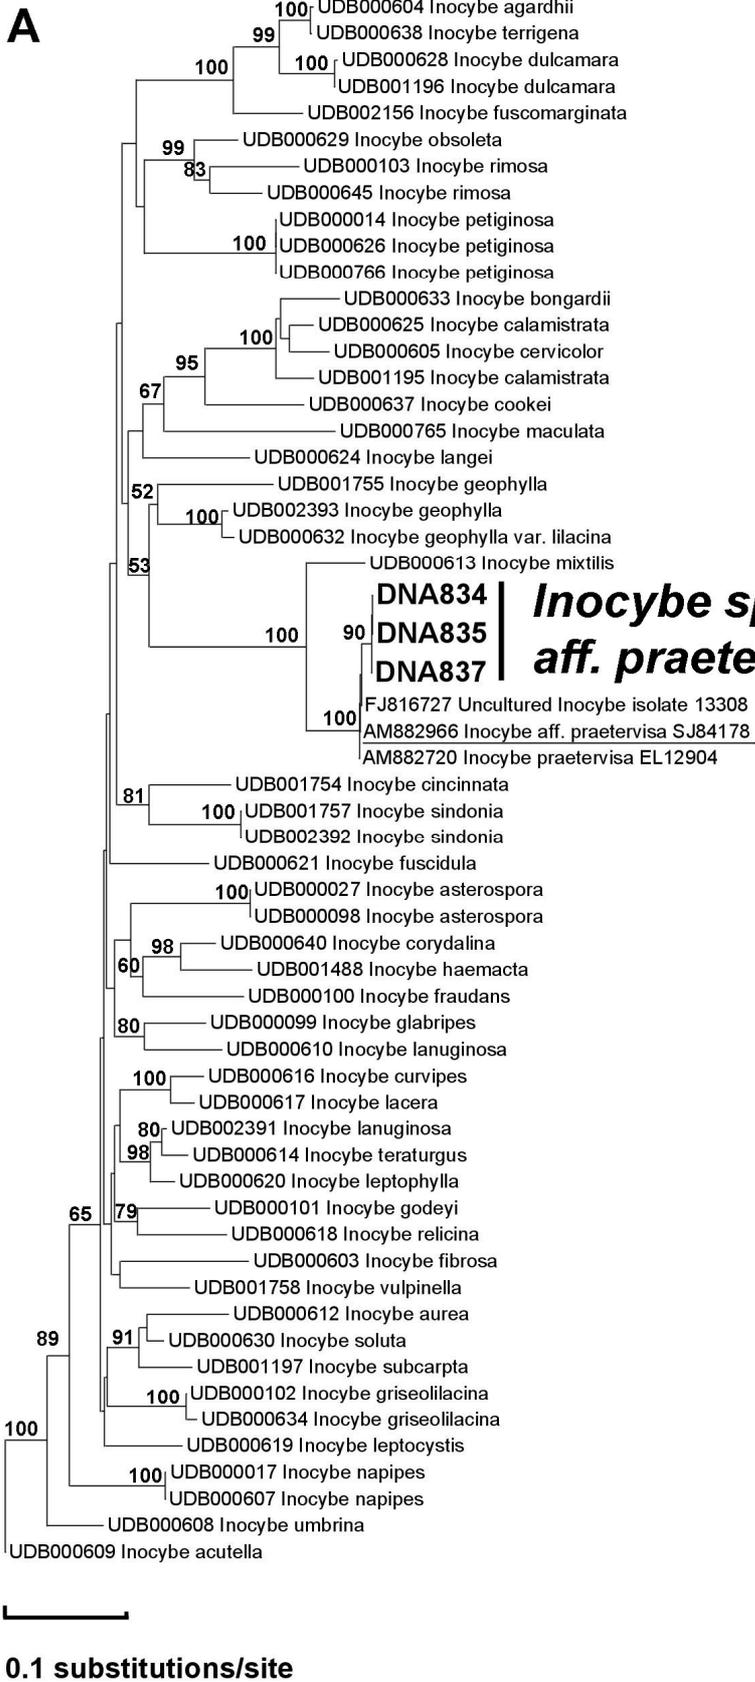 A
100
UDB000604 Inocybe agardhii
99
UDB000638 Inocybe terrigena
100
UDB000628 Inocybe dulcamara
100
UDB001196 Inocybe dulcamara
UDB002156 Inocybe fuscomarginata
UDB000629 Inocybe obsoleta
99
83
UDB000103 Inocybe rimosa
UDB000645 Inocybe rimosa
UDB000014 Inocybe petiginosa
100
UDB000626 Inocybe petiginosa
UDB000766 Inocybe petiginosa
UDB000633 Inocybe bongardii
UDB000625 Inocybe calamistrata
100
UDB000605 Inocybe cervicolor
95
UDB001195 Inocybe calamistrata
67
UDB000637 Inocybe cookei
UDB000765 Inocybe maculata
UDB000624 Inocybe langei
UDB001755 Inocybe geophylla
52
100
UDB002393 Inocybe geophylla
UDB000632 Inocybe geophylla var. lilacina
53
UDB000613 Inocybe mixtilis
DNA834
Inocybe sp
100
90
DNA835
DNA837
aff. praete
FJ816727 Uncultured Inocybe isolate 13308
100
AM882966 Inocybe aff. praetervisa SJ84178
AM882720 Inocybe praetervisa EL12904
UDB001754 Inocybe cincinnata
81
100
UDB001757 Inocybe sindonia
UDB002392 Inocybe sindonia
UDB000621 Inocybe fuscidula
100
UDB000027 Inocybe asterospora
UDB000098 Inocybe asterospora
98
UDB000640 Inocybe corydalina
60
UDB001488 Inocybe haemacta
UDB000100 Inocybe fraudans
80
UDB000099 Inocybe glabripes
UDB000610 Inocybe lanuginosa
100
UDB000616 Inocybe curvipes
UDB000617 Inocybe lacera
80
UDB002391 Inocybe lanuginosa
98
UDB000614 Inocybe teraturgus
UDB000620 Inocybe leptophylla
65
79
UDB000101 Inocybe godeyi
UDB000618 Inocybe relicina
UDB000603 Inocybe fibrosa
UDB001758 Inocybe vulpinella
UDB000612 Inocybe aurea
89
91
UDB000630 Inocybe soluta
UDB001197 Inocybe subcarpta
100
UDB000102 Inocybe griseolilacina
UDB000634 Inocybe griseolilacina
100
UDB000619 Inocybe leptocystis
100
UDB000017 Inocybe napipes
UDB000607 Inocybe napipes
UDB000608 Inocybe umbrina
UDB000609 Inocybe acutella
0.1 substitutions/site